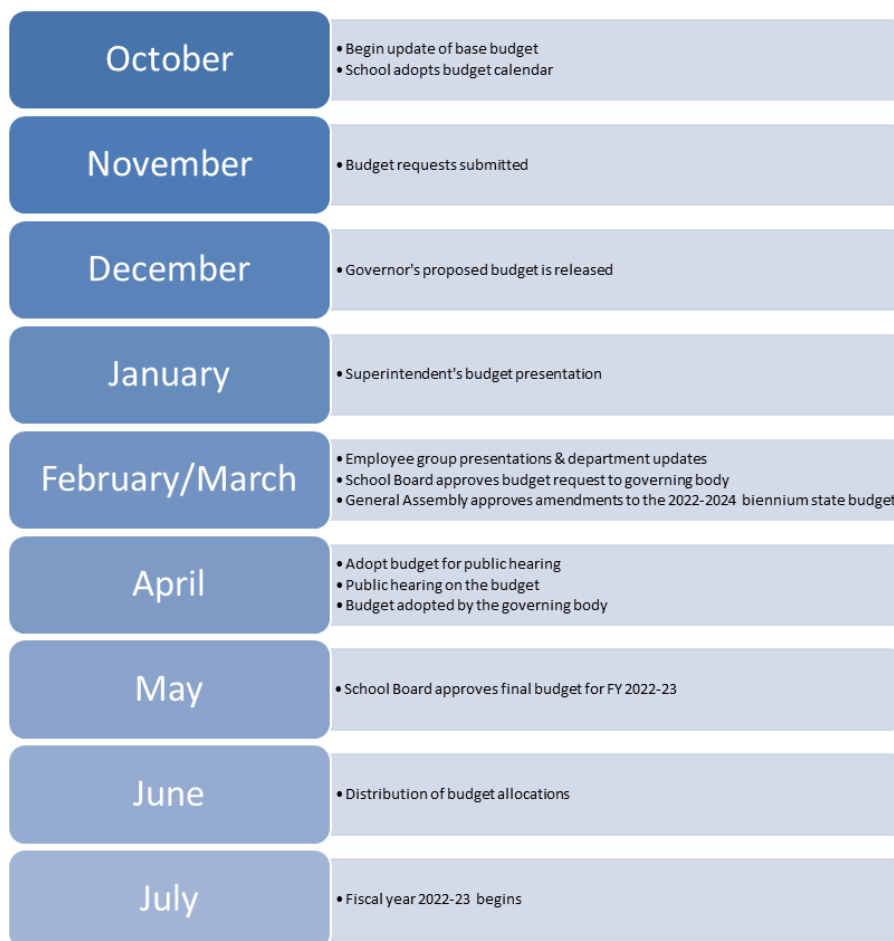 October
• Begin update of base budget
• School adopts budget calendar
November
• Budget requests submitted
December
• Governor's proposed budget is released
January
• Superintendent's budget presentation
February/March
• Employee group presentations & department updates
• School Board approves budget request to governing body
• General Assembly approves amendments to the 2022-2024 biennium state budget
April
• Adopt budget for public hearing
• Public hearing on the budget
• Budget adopted by the governing body
May
• School Board approves final budget for FY 2022-23
June
• Distribution of budget allocations
July
• Fiscal year 2022-23 begins